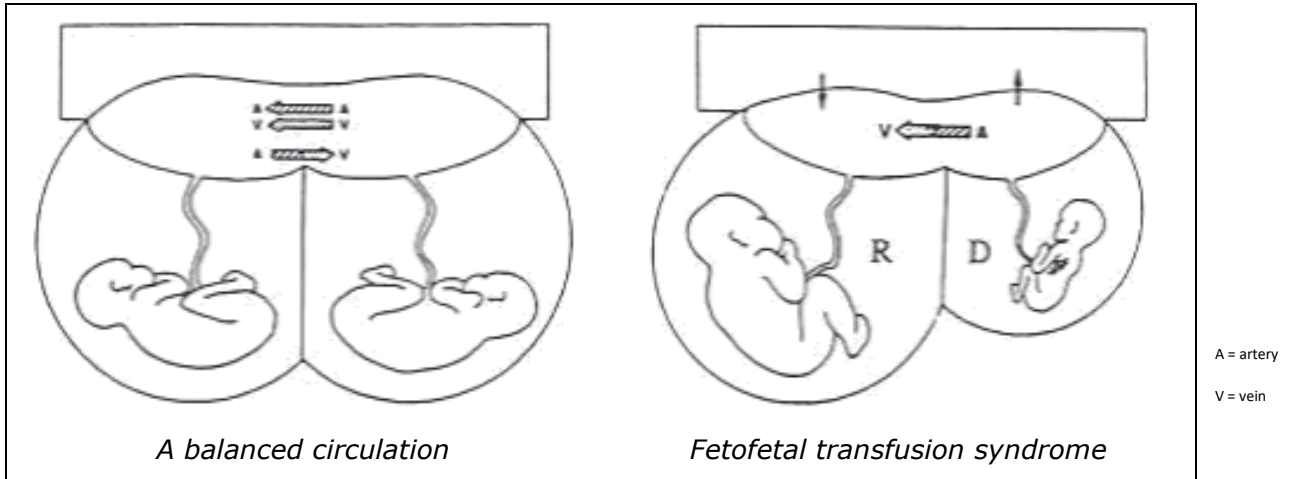 A A
V V
A V
V A
R D
A = artery
V = vein
A balanced circulation
Fetofetal transfusion syndrome